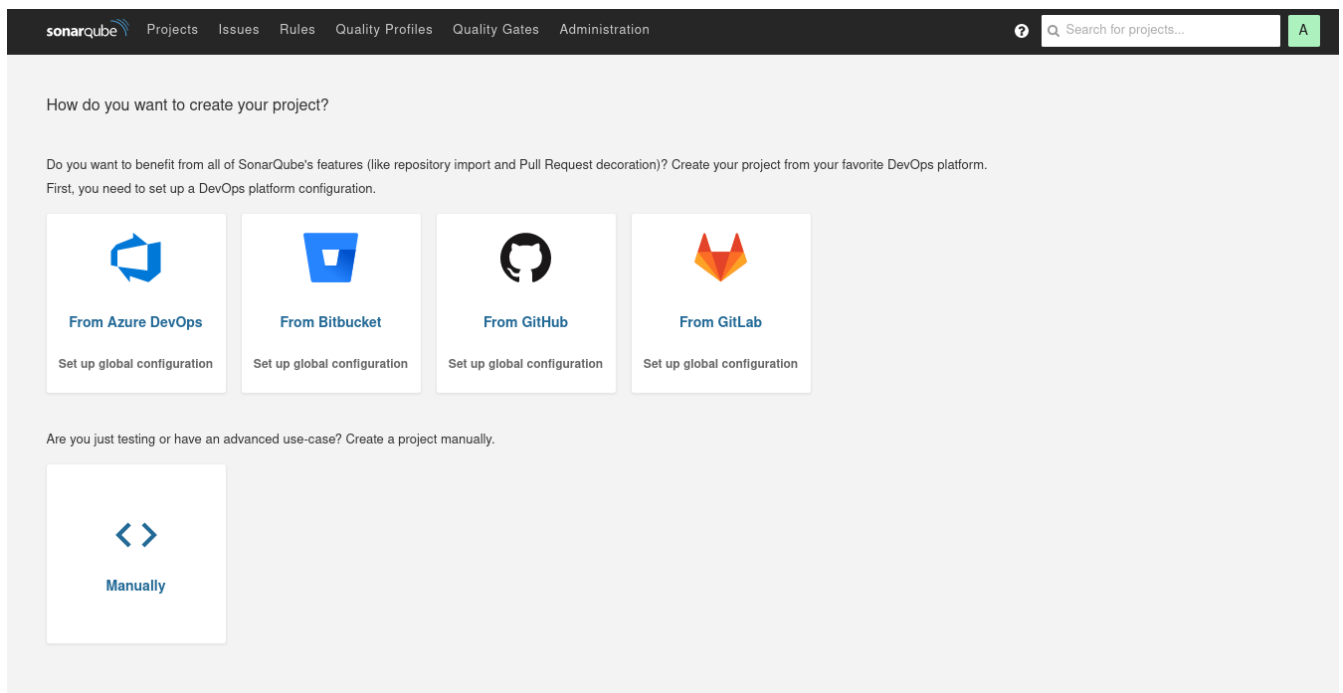 sonarqube Projects Issues Rules Quality Profiles Quality Gates Administration ? Search for projects... A
How do you want to create your project?
Do you want to benefit from all of SonarQube's features (like repository import and Pull Request decoration)? Create your project from your favorite DevOps platform.
First, you need to set up a DevOps platform configuration.
From Azure DevOps From Bitbucket From GitHub From GitLab
Set up global configuration Set up global configuration Set up global configuration Set up global configuration
Are you just testing or have an advanced use-case? Create a project manually.
Manually